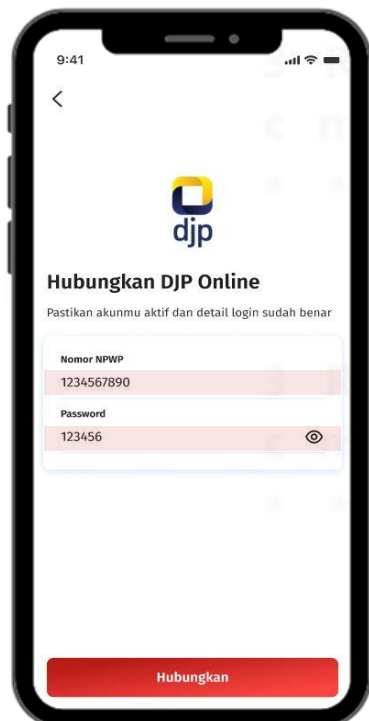 9:41
djp
Hubungkan DJP Online
Pastikan akunmu aktif dan detail login sudah benar
Nomor NPWP
1234567890
Password
123456
Hubungkan